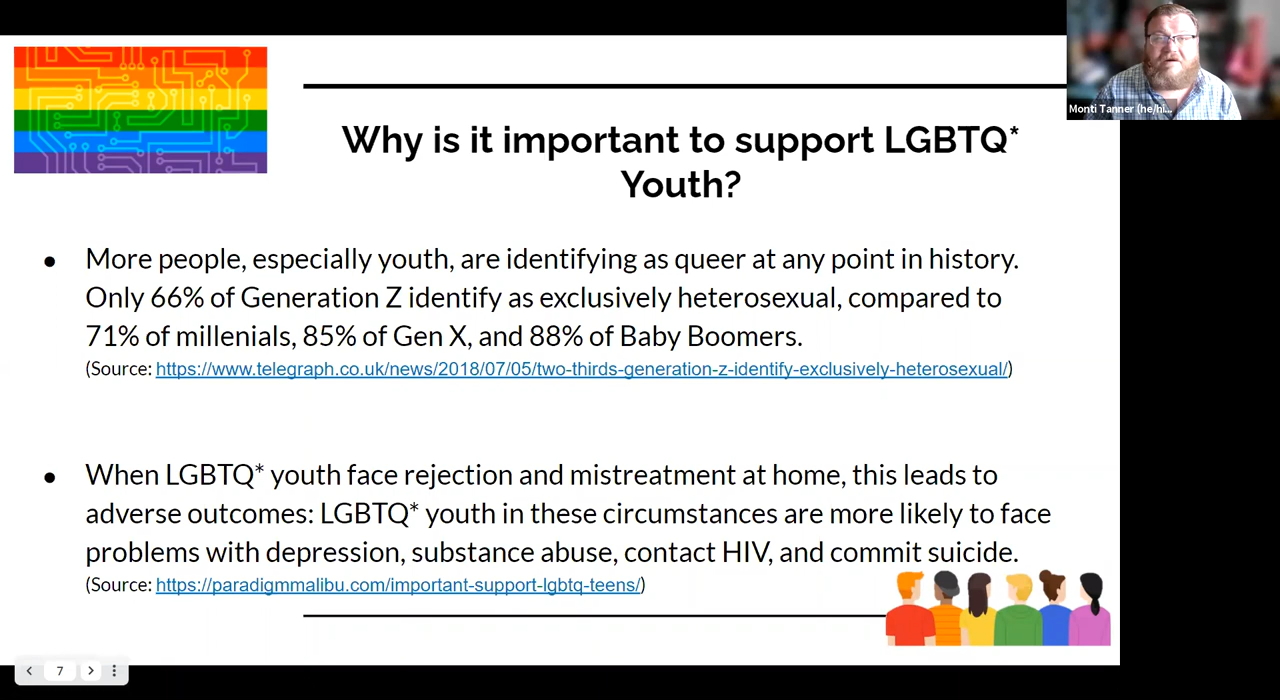 Monti Tanner (he/hi...
Why is it important to support LGBTQ*
Youth?
● More people, especially youth, are identifying as queer at any point in history.
Only 66% of Generation Z identify as exclusively heterosexual, compared to
71% of millenials, 85% of Gen X, and 88% of Baby Boomers.
(Source: https://www.telegraph.co.uk/news/2018/07/05/two-thirds-generation-z-identify-exclusively-heterosexual/)
● When LGBTQ* youth face rejection and mistreatment at home, this leads to
adverse outcomes: LGBTQ* youth in these circumstances are more likely to face
problems with depression, substance abuse, contact HIV, and commit suicide.
(Source: https://paradigmmalibu.com/important-support-lgbtq-teens/)
7